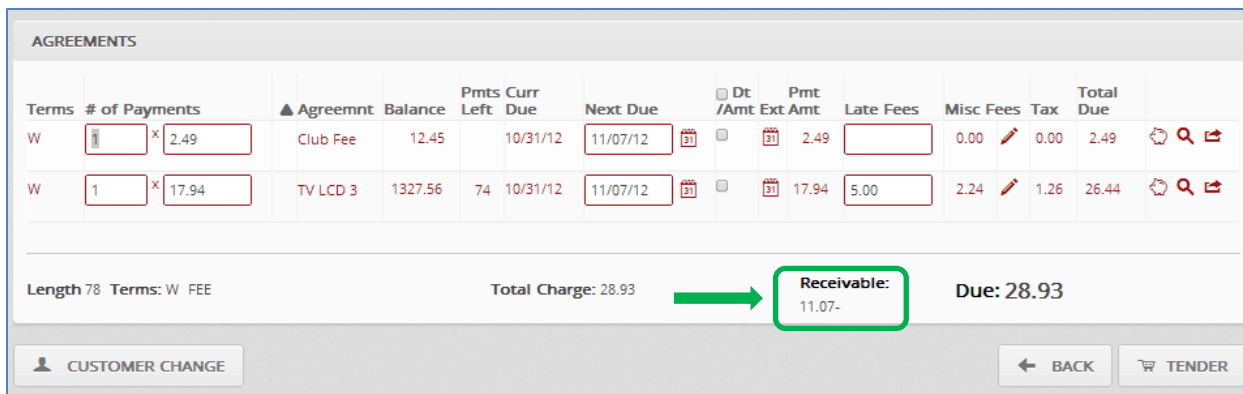 AGREEMENTS
Pmts Curr Dt Pmt Total
Terms # of Payments Agreemnt Balance Left Due Next Due /Amt Ext Amt Late Fees Misc Fees Tax Due
W 1 x 2.49 Club Fee 12.45 10/31/12 11/07/12 31 31 2.49 0.00 0.00 2.49
W 1 x 17.94 TV LCD 3 1327.56 74 10/31/12 11/07/12 31 31 17.94 5.00 2.24 1.26 26.44
Length 78 Terms: W FEE Total Charge: 28.93 Receivable: Due: 28.93
11.07-
CUSTOMER CHANGE BACK TENDER